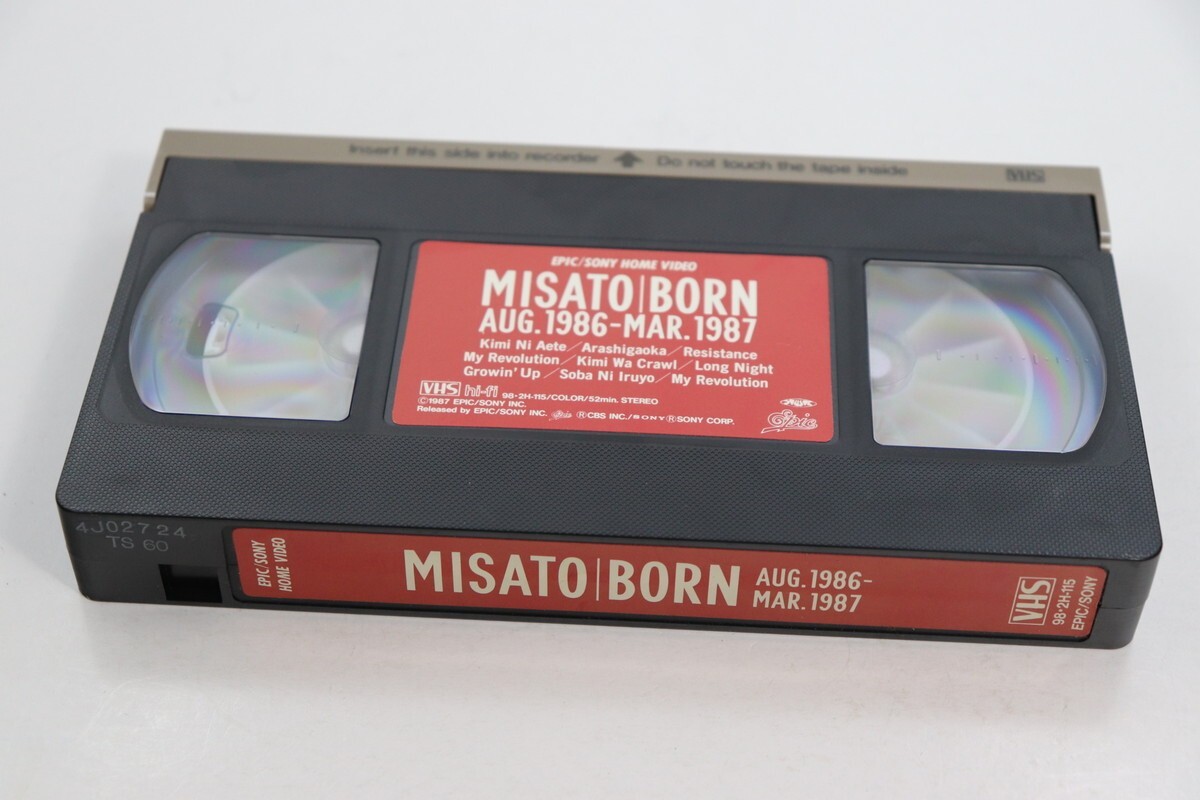 Insert this side into recorder Do not touch the tape inside VHS
EPIC/SONY HOME VIDEO
MISATO|BORN
AUG.1986-MAR.1987
Kimi Ni Aete/Arashigaoka/Resistance
My Revolution/Kimi Wa Crawl/Long Night
Growin' Up/Soba Ni Iruyo/My Revolution
VHS hi-fi 98·2H-115/COLOR/52min. STEREO
©1987 EPIC/SONY INC.
Released by EPIC/SONY INC. Epic ®CBS INC./SONY®SONY CORP.
Epic
4J02724
TS 60
EPIC/SONY
HOME VIDEO
MISATO|BORN
AUG.1986-
MAR.1987
VHS
98·2H-115
EPIC/SONY